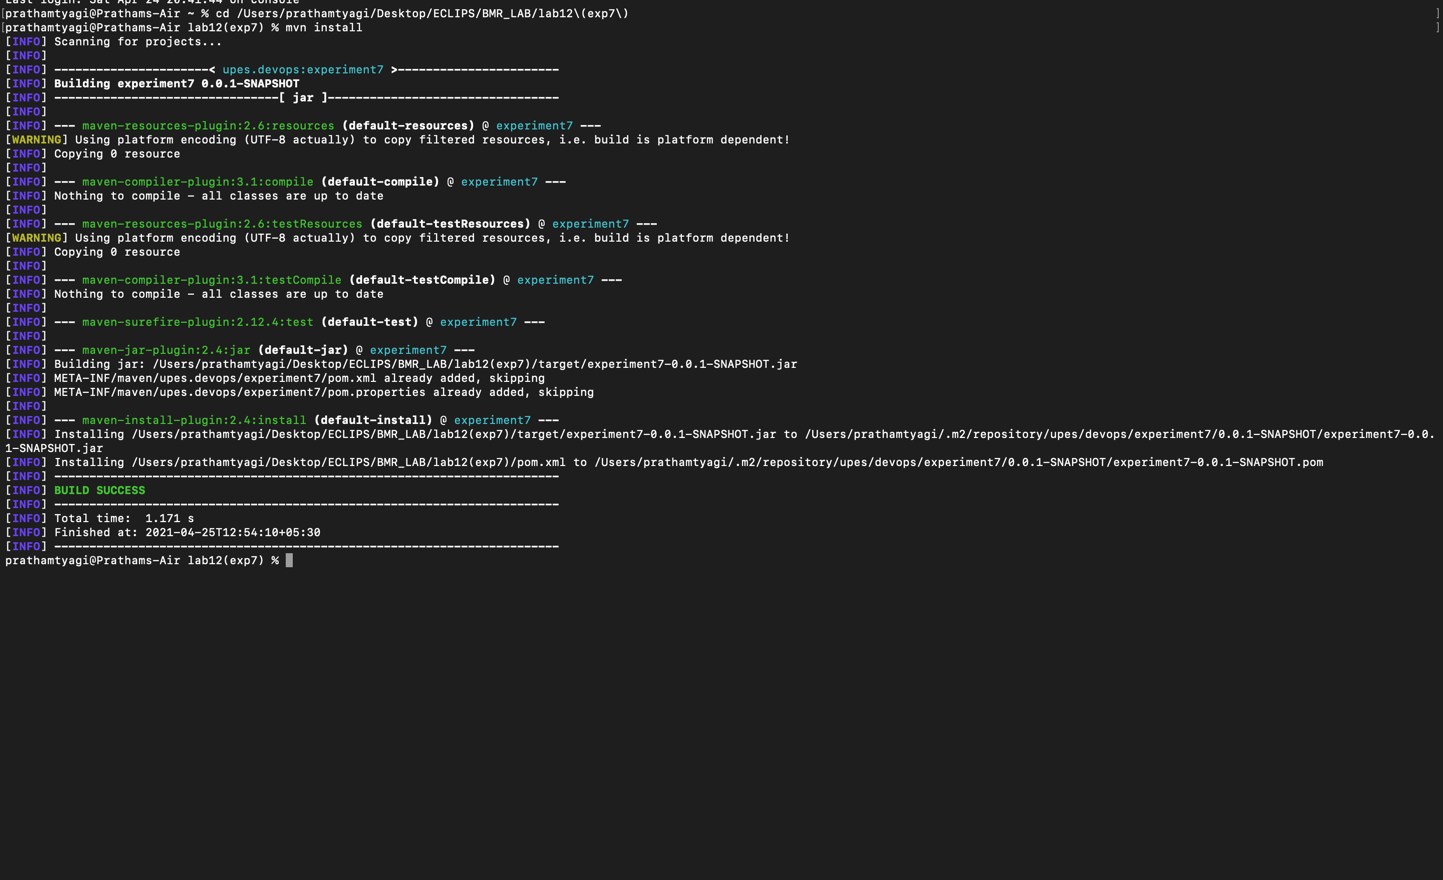 Last login: Sat Apr 24 20:41:44 on console
[prathamtyagi@Prathams-Air ~ % cd /Users/prathamtyagi/Desktop/ECLIPS/BMR_LAB/lab12\(exp7\) ]
[prathamtyagi@Prathams-Air lab12(exp7) % mvn install ]
[INFO] Scanning for projects...
[INFO]
[INFO] ----------------------< upes.devops:experiment7 >-----------------------
[INFO] Building experiment7 0.0.1-SNAPSHOT
[INFO] --------------------------------[ jar ]---------------------------------
[INFO]
[INFO] --- maven-resources-plugin:2.6:resources (default-resources) @ experiment7 ---
[WARNING] Using platform encoding (UTF-8 actually) to copy filtered resources, i.e. build is platform dependent!
[INFO] Copying 0 resource
[INFO]
[INFO] --- maven-compiler-plugin:3.1:compile (default-compile) @ experiment7 ---
[INFO] Nothing to compile - all classes are up to date
[INFO]
[INFO] --- maven-resources-plugin:2.6:testResources (default-testResources) @ experiment7 ---
[WARNING] Using platform encoding (UTF-8 actually) to copy filtered resources, i.e. build is platform dependent!
[INFO] Copying 0 resource
[INFO]
[INFO] --- maven-compiler-plugin:3.1:testCompile (default-testCompile) @ experiment7 ---
[INFO] Nothing to compile - all classes are up to date
[INFO]
[INFO] --- maven-surefire-plugin:2.12.4:test (default-test) @ experiment7 ---
[INFO]
[INFO] --- maven-jar-plugin:2.4:jar (default-jar) @ experiment7 ---
[INFO] Building jar: /Users/prathamtyagi/Desktop/ECLIPS/BMR_LAB/lab12(exp7)/target/experiment7-0.0.1-SNAPSHOT.jar
[INFO] META-INF/maven/upes.devops/experiment7/pom.xml already added, skipping
[INFO] META-INF/maven/upes.devops/experiment7/pom.properties already added, skipping
[INFO]
[INFO] --- maven-install-plugin:2.4:install (default-install) @ experiment7 ---
[INFO] Installing /Users/prathamtyagi/Desktop/ECLIPS/BMR_LAB/lab12(exp7)/target/experiment7-0.0.1-SNAPSHOT.jar to /Users/prathamtyagi/.m2/repository/upes/devops/experiment7/0.0.1-SNAPSHOT/experiment7-0.0.
1-SNAPSHOT.jar
[INFO] Installing /Users/prathamtyagi/Desktop/ECLIPS/BMR_LAB/lab12(exp7)/pom.xml to /Users/prathamtyagi/.m2/repository/upes/devops/experiment7/0.0.1-SNAPSHOT/experiment7-0.0.1-SNAPSHOT.pom
[INFO] ------------------------------------------------------------------------
[INFO] BUILD SUCCESS
[INFO] ------------------------------------------------------------------------
[INFO] Total time:  1.171 s
[INFO] Finished at: 2021-04-25T12:54:10+05:30
[INFO] ------------------------------------------------------------------------
prathamtyagi@Prathams-Air lab12(exp7) %